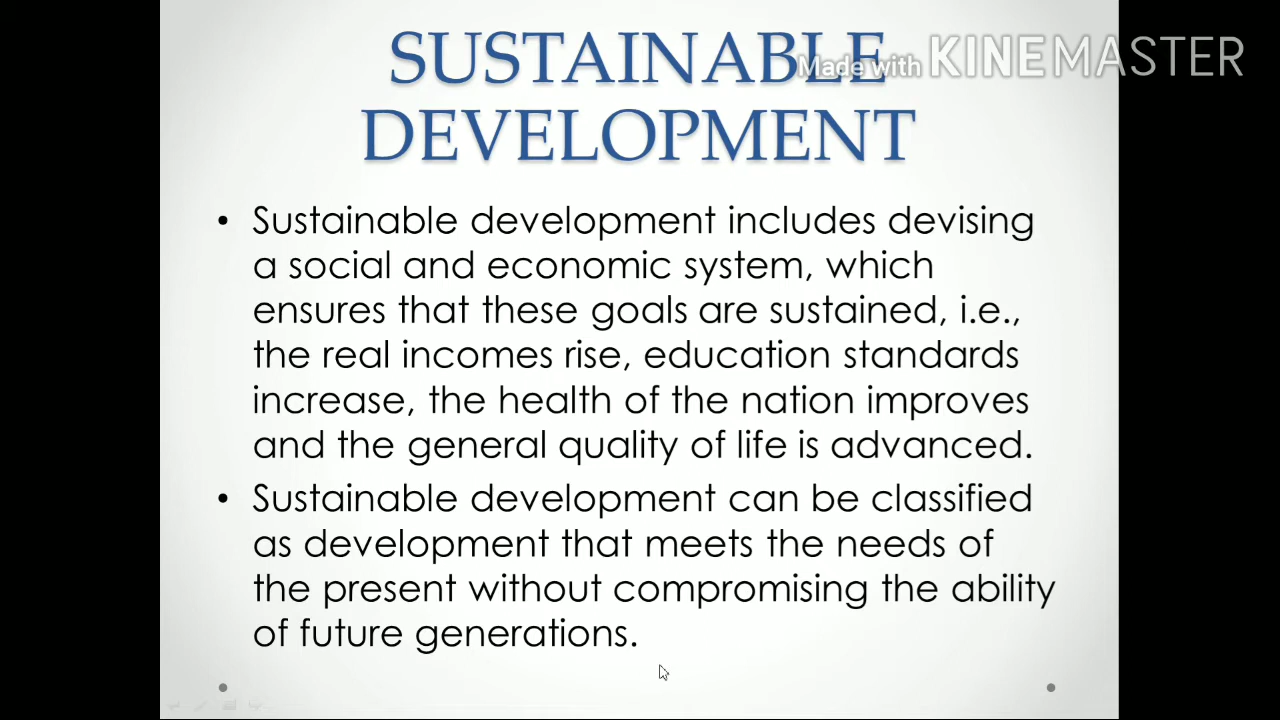 SUSTAINABLE
Made with KINEMASTER
DEVELOPMENT
• Sustainable development includes devising
a social and economic system, which
ensures that these goals are sustained, i.e.,
the real incomes rise, education standards
increase, the health of the nation improves
and the general quality of life is advanced.
• Sustainable development can be classified
as development that meets the needs of
the present without compromising the ability
of future generations.